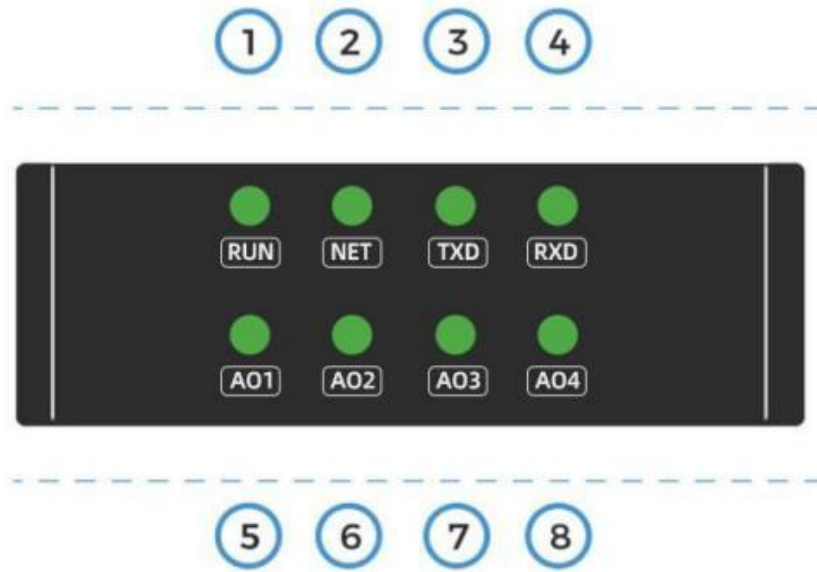 1 2 3 4
RUN NET TXD RXD
AO1 AO2 AO3 AO4
5 6 7 8